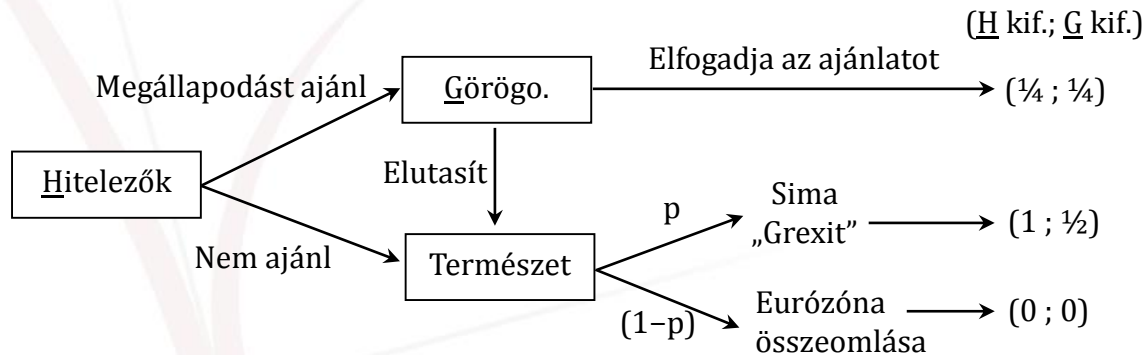 (H kif.; G kif.)
Elfogadja az ajánlatot
Megállapodást ajánl
Görögo.
(¼ ; ¼)
Elutasít
Hitelezők
Sima
„Grexit”
p
(1 ; ½)
Nem ajánl
Természet
(1−p)
Eurózóna
összeomlása
(0 ; 0)